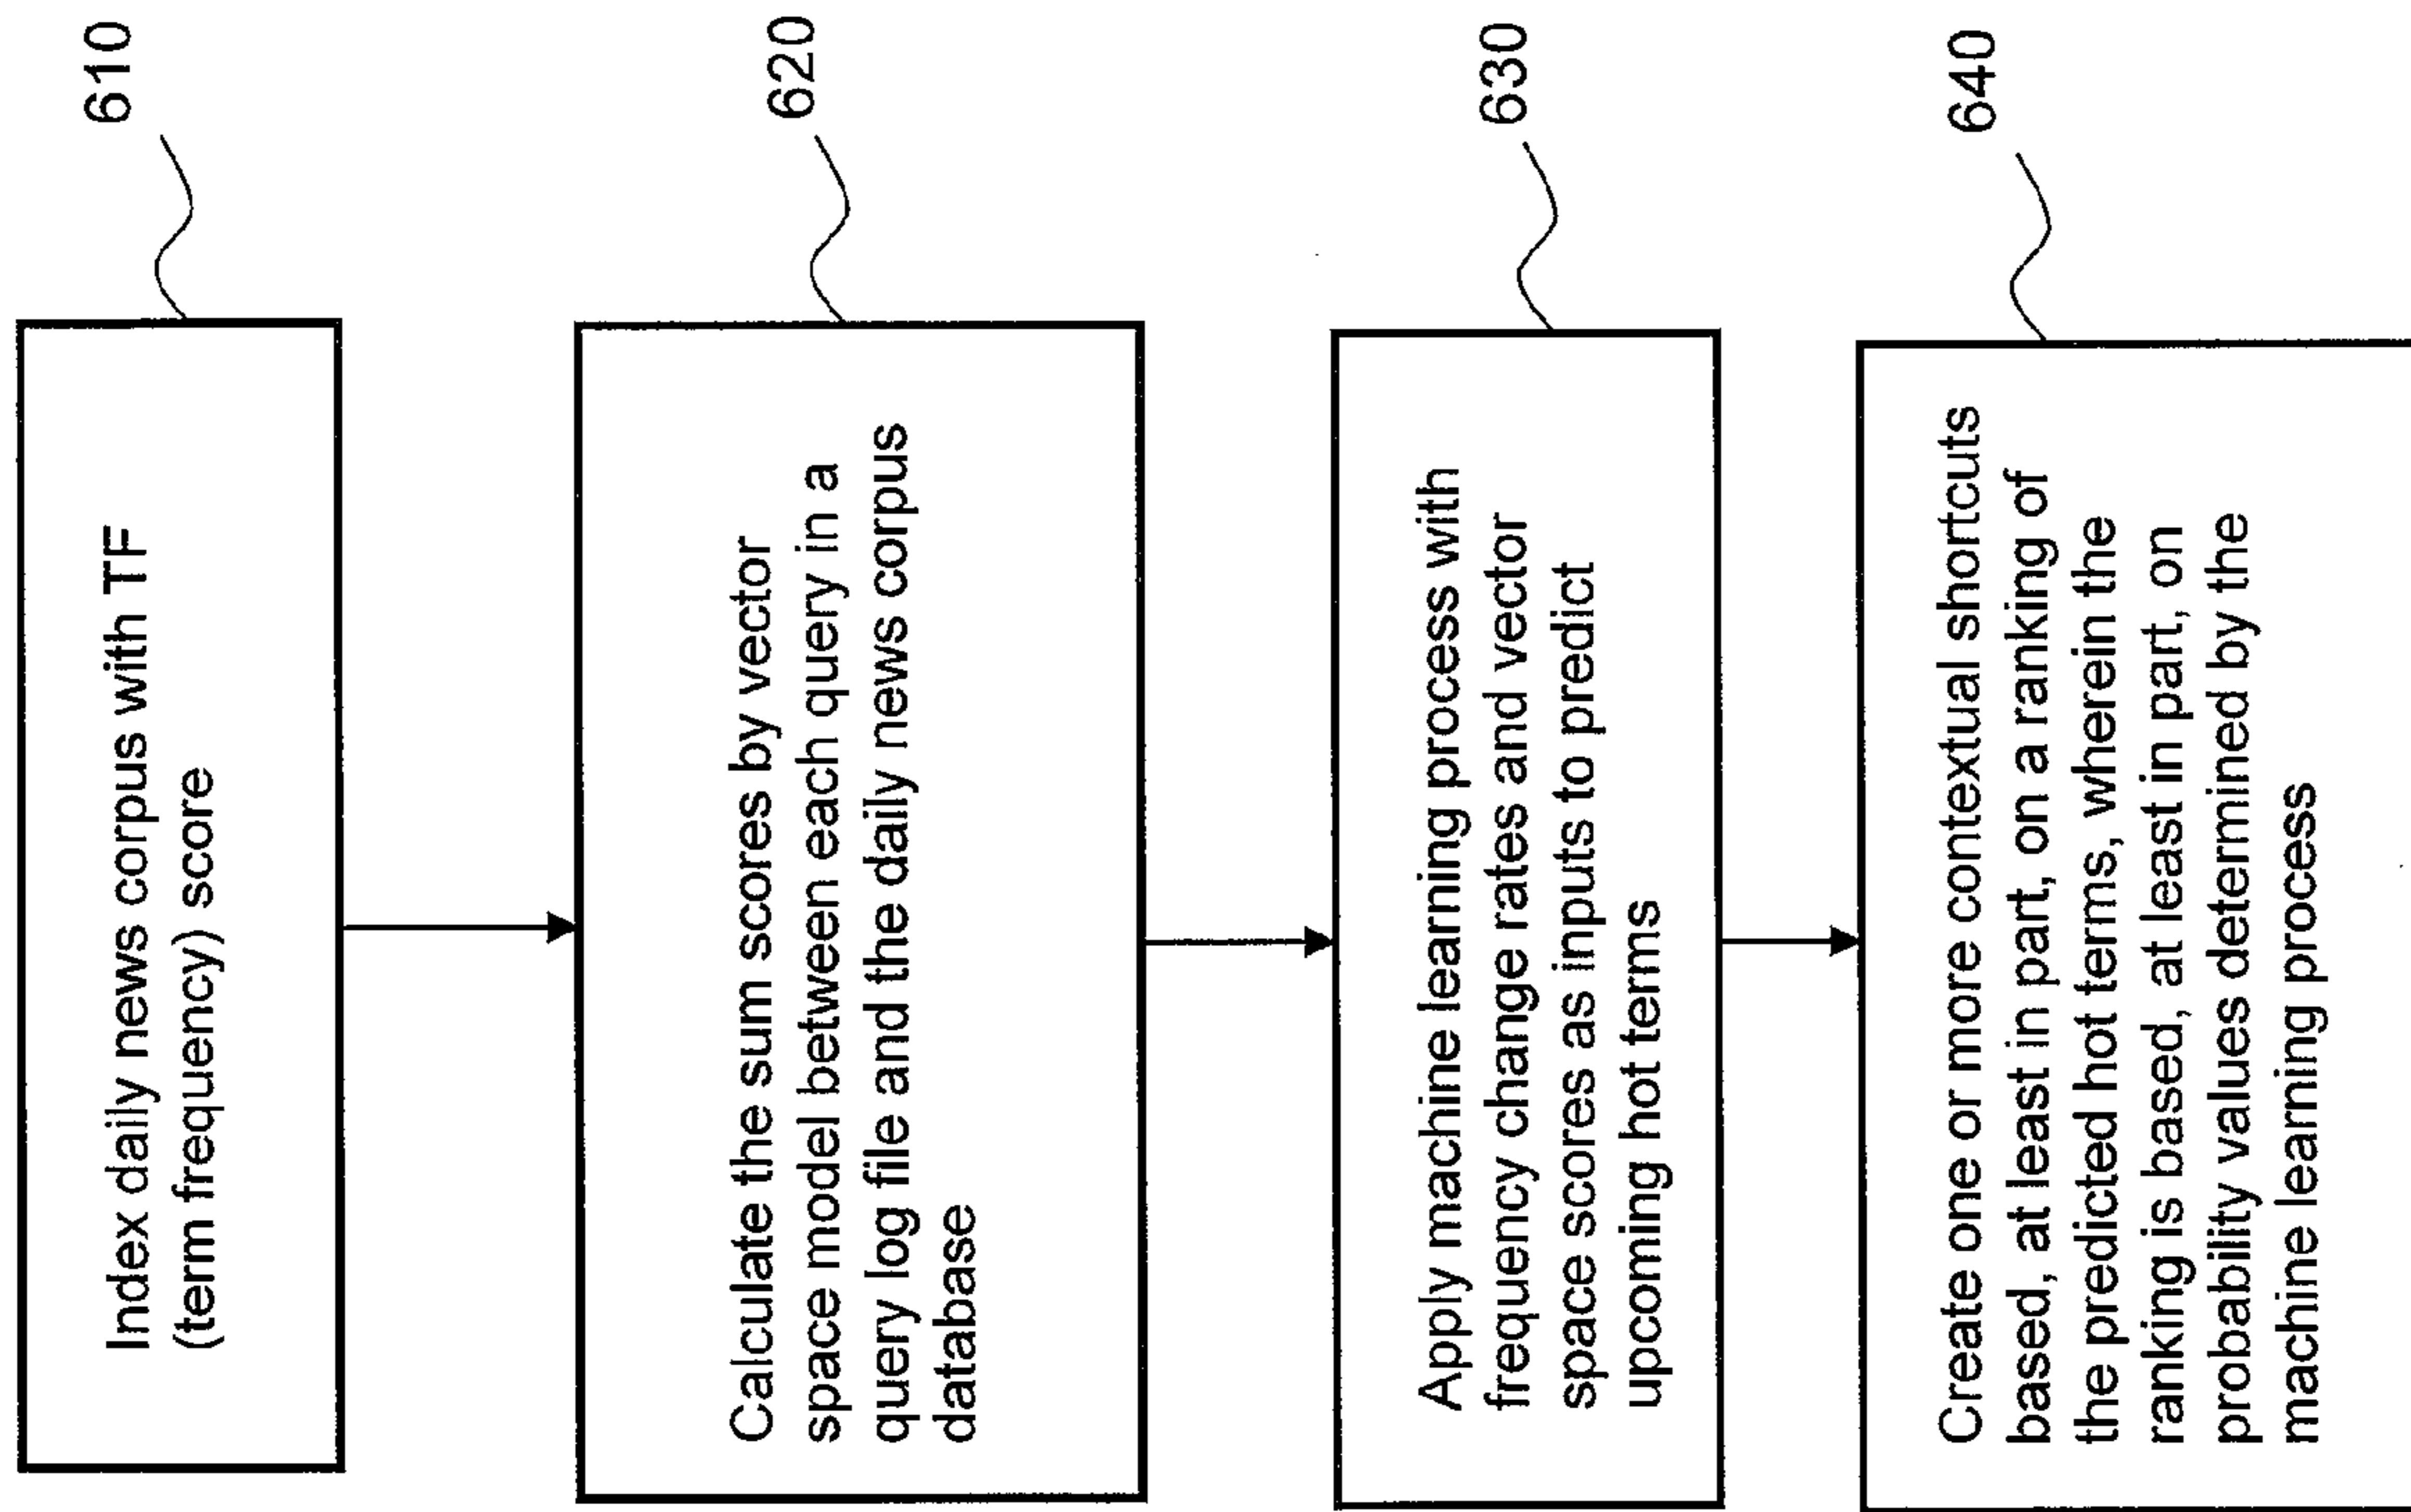 610
Index daily news corpus with TF
(term frequency) score
620
Calculate the sum scores by vector
space model between each query in a
query log file and the daily news corpus
database
630
Apply machine learning process with
frequency change rates and vector
space scores as inputs to predict
upcoming hot terms
640
Create one or more contextual shortcuts
based, at least in part, on a ranking of
the predicted hot terms, wherein the
ranking is based, at least in part, on
probability values determined by the
machine learning process